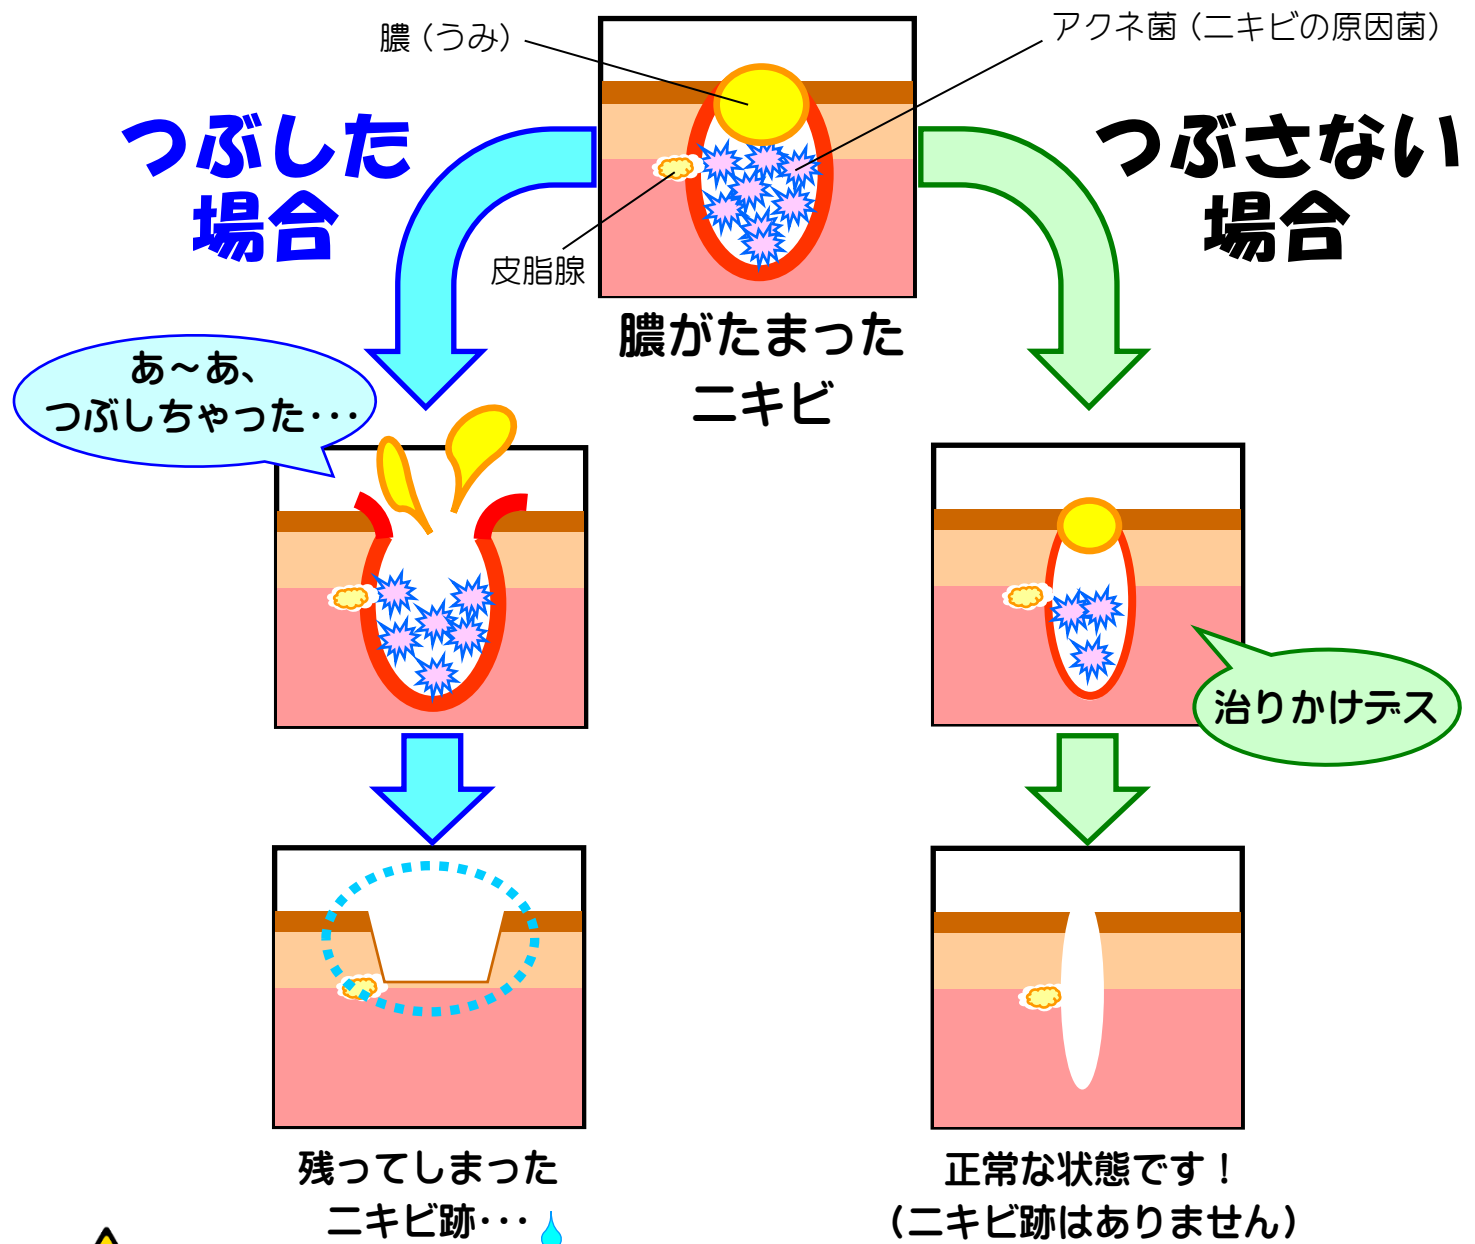 膿（うみ）
アクネ菌（ニキビの原因菌）
つぶした
場合
つぶさない
場合
皮脂腺
膿がたまった
ニキビ
あ～あ、
つぶしちゃった･･･
治りかけデス
残ってしまった
ニキビ跡･･･
正常な状態です！
（ニキビ跡はありません）